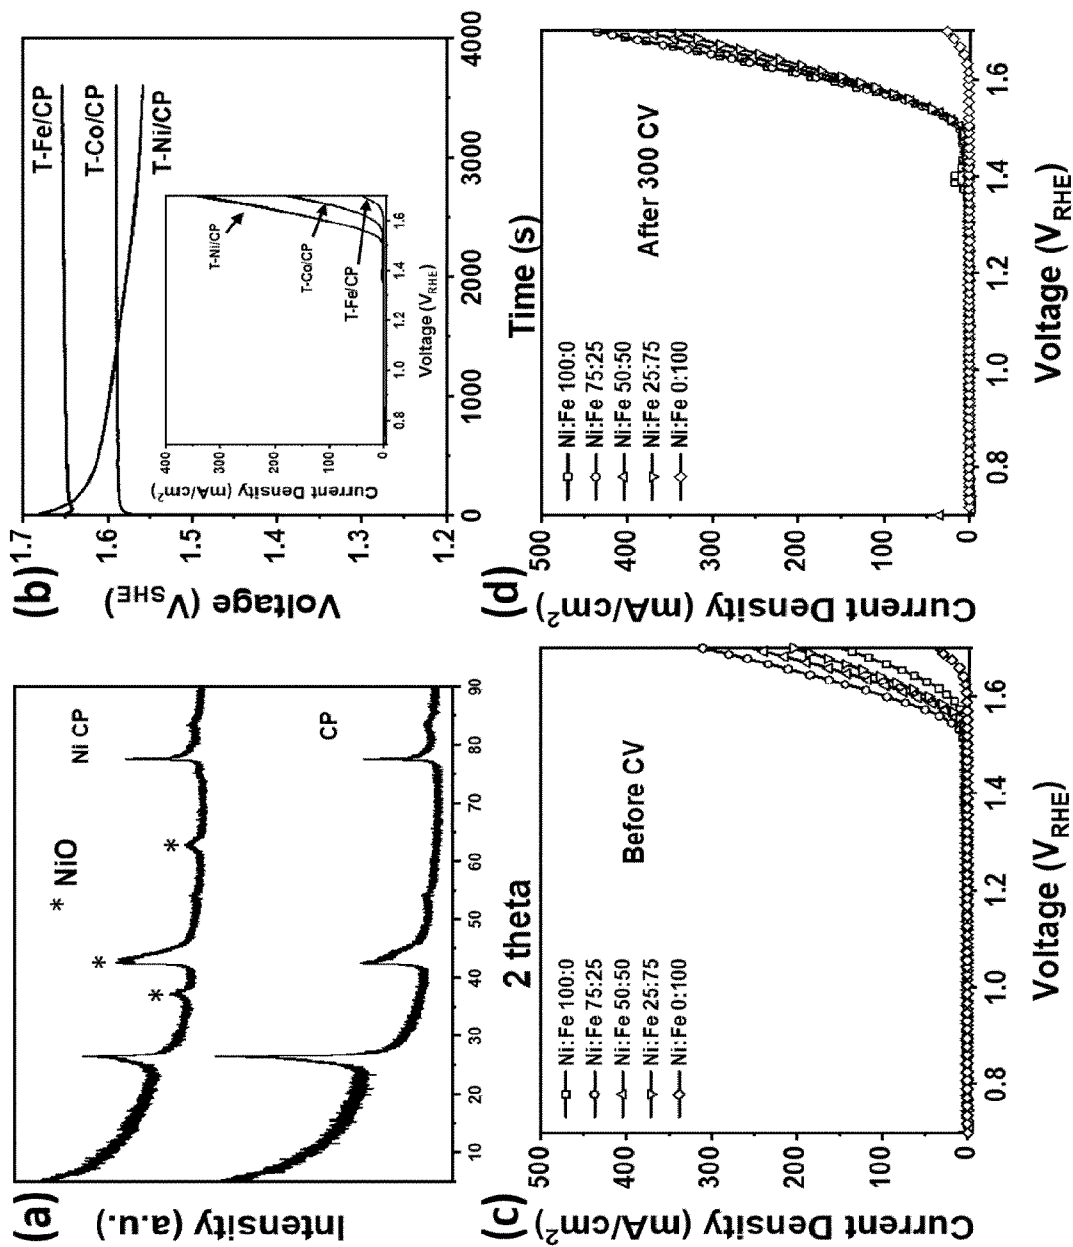 (a)
Intensity (a.u.)
* NiO
Ni CP
*
*
*
CP
10
20
30
40
50
60
70
80
90
2 theta
(b)
Voltage (VSHE)
1.7
1.6
1.5
1.4
1.3
1.2
T-Fe/CP
T-Co/CP
T-Ni/CP
Current Density (mA/cm²)
400
300
200
100
0
T-Ni/CP
T-Co/CP
T-Fe/CP
0.8
1.0
1.2
1.4
1.6
Voltage (VRHE)
0
1000
2000
3000
4000
Time (s)
(c)
Current Density (mA/cm²)
500
400
300
200
100
0
Ni:Fe 100:0
Ni:Fe 75:25
Ni:Fe 50:50
Ni:Fe 25:75
Ni:Fe 0:100
Before CV
0.8
1.0
1.2
1.4
1.6
Voltage (VRHE)
(d)
Current Density (mA/cm²)
500
400
300
200
100
0
Ni:Fe 100:0
Ni:Fe 75:25
Ni:Fe 50:50
Ni:Fe 25:75
Ni:Fe 0:100
After 300 CV
0.8
1.0
1.2
1.4
1.6
Voltage (VRHE)